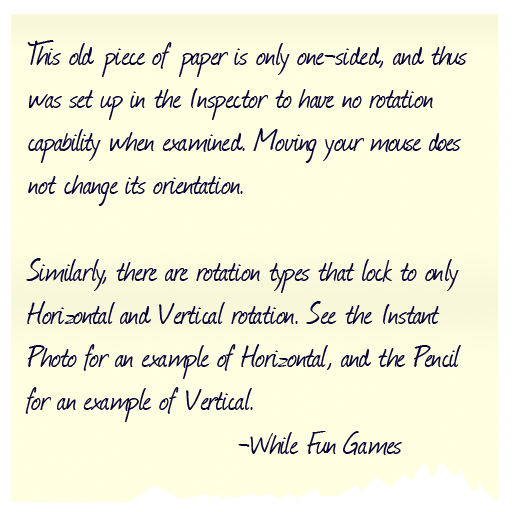 This old piece of paper is only one-sided, and thus
was set up in the Inspector to have no rotation
capability when examined. Moving your mouse does
not change its orientation.
Similarly, there are rotation types that lock to only
Horizontal and Vertical rotation. See the Instant
Photo for an example of Horizontal, and the Pencil
for an example of Vertical.
-While Fun Games